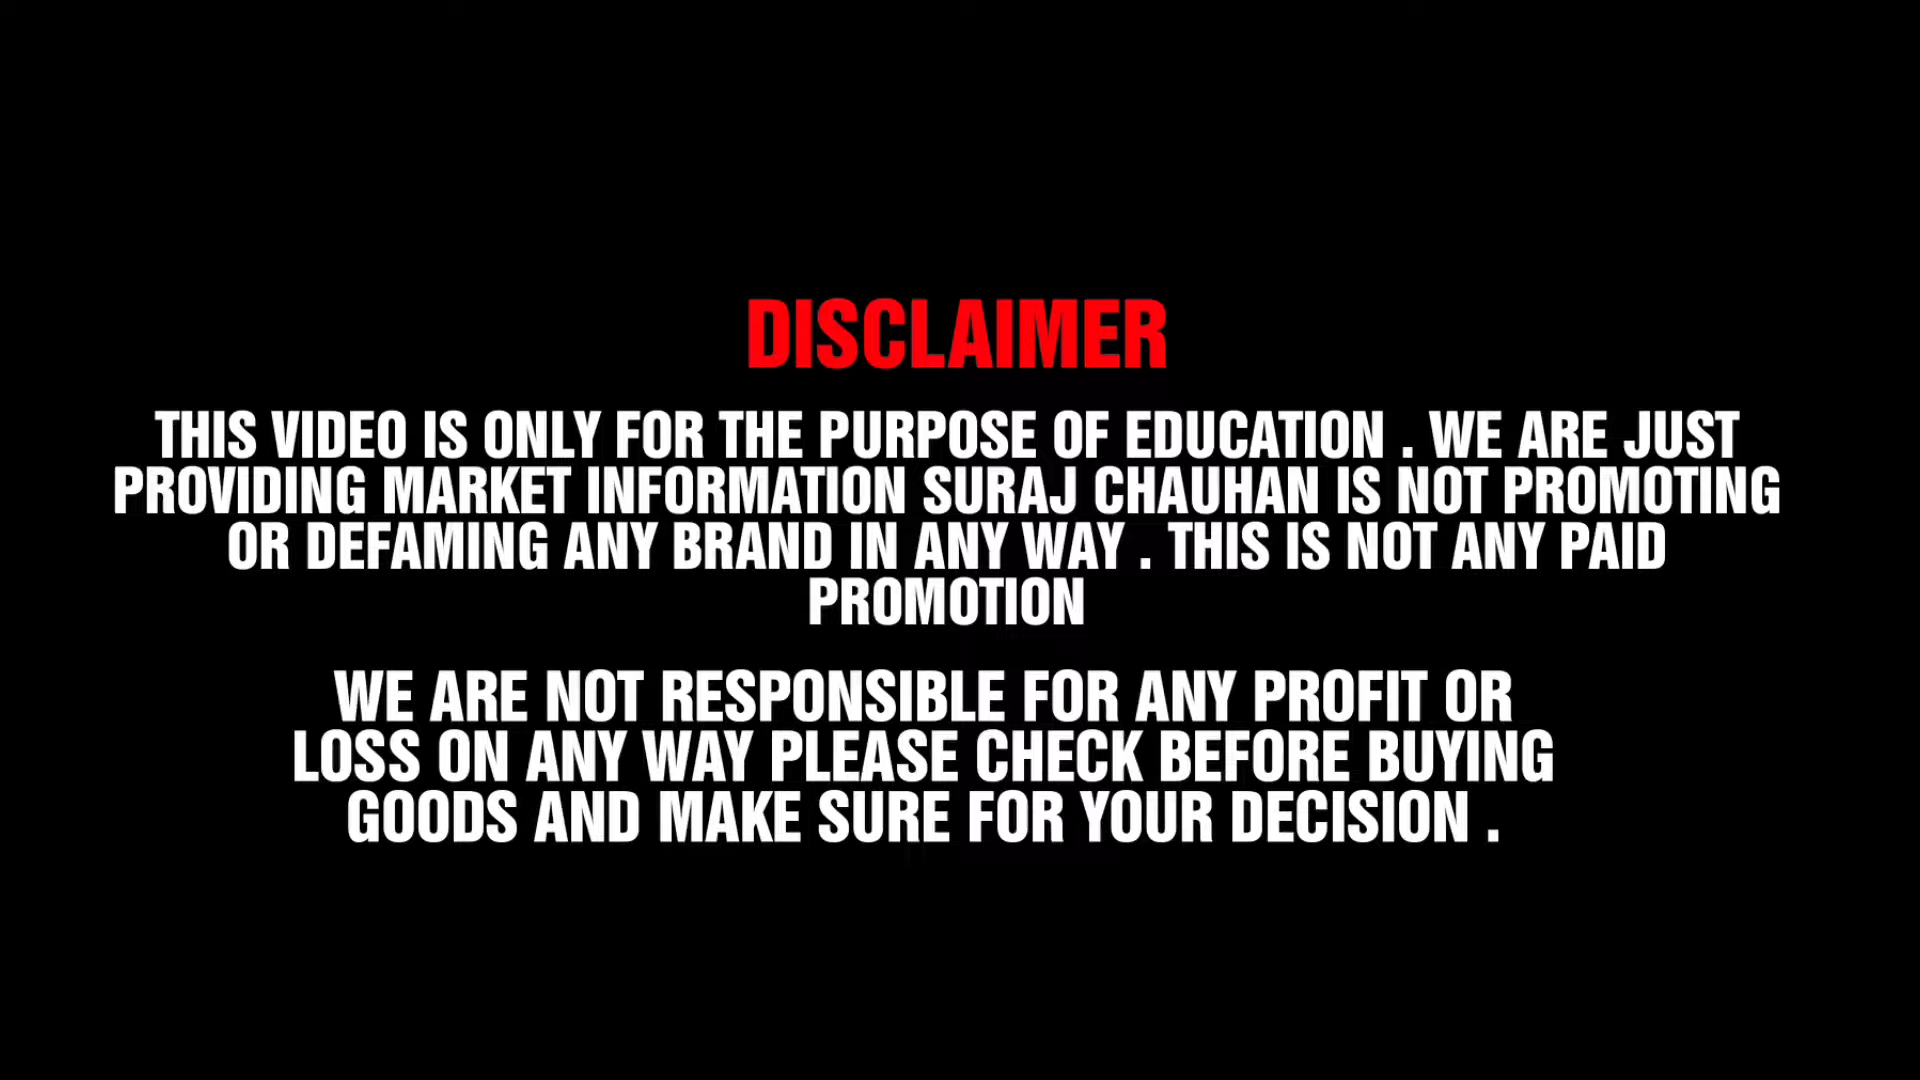 DISCLAIMER
THIS VIDEO IS ONLY FOR THE PURPOSE OF EDUCATION . WE ARE JUST
PROVIDING MARKET INFORMATION SURAJ CHAUHAN IS NOT PROMOTING
OR DEFAMING ANY BRAND IN ANY WAY . THIS IS NOT ANY PAID
PROMOTION
WE ARE NOT RESPONSIBLE FOR ANY PROFIT OR
LOSS ON ANY WAY PLEASE CHECK BEFORE BUYING
GOODS AND MAKE SURE FOR YOUR DECISION .